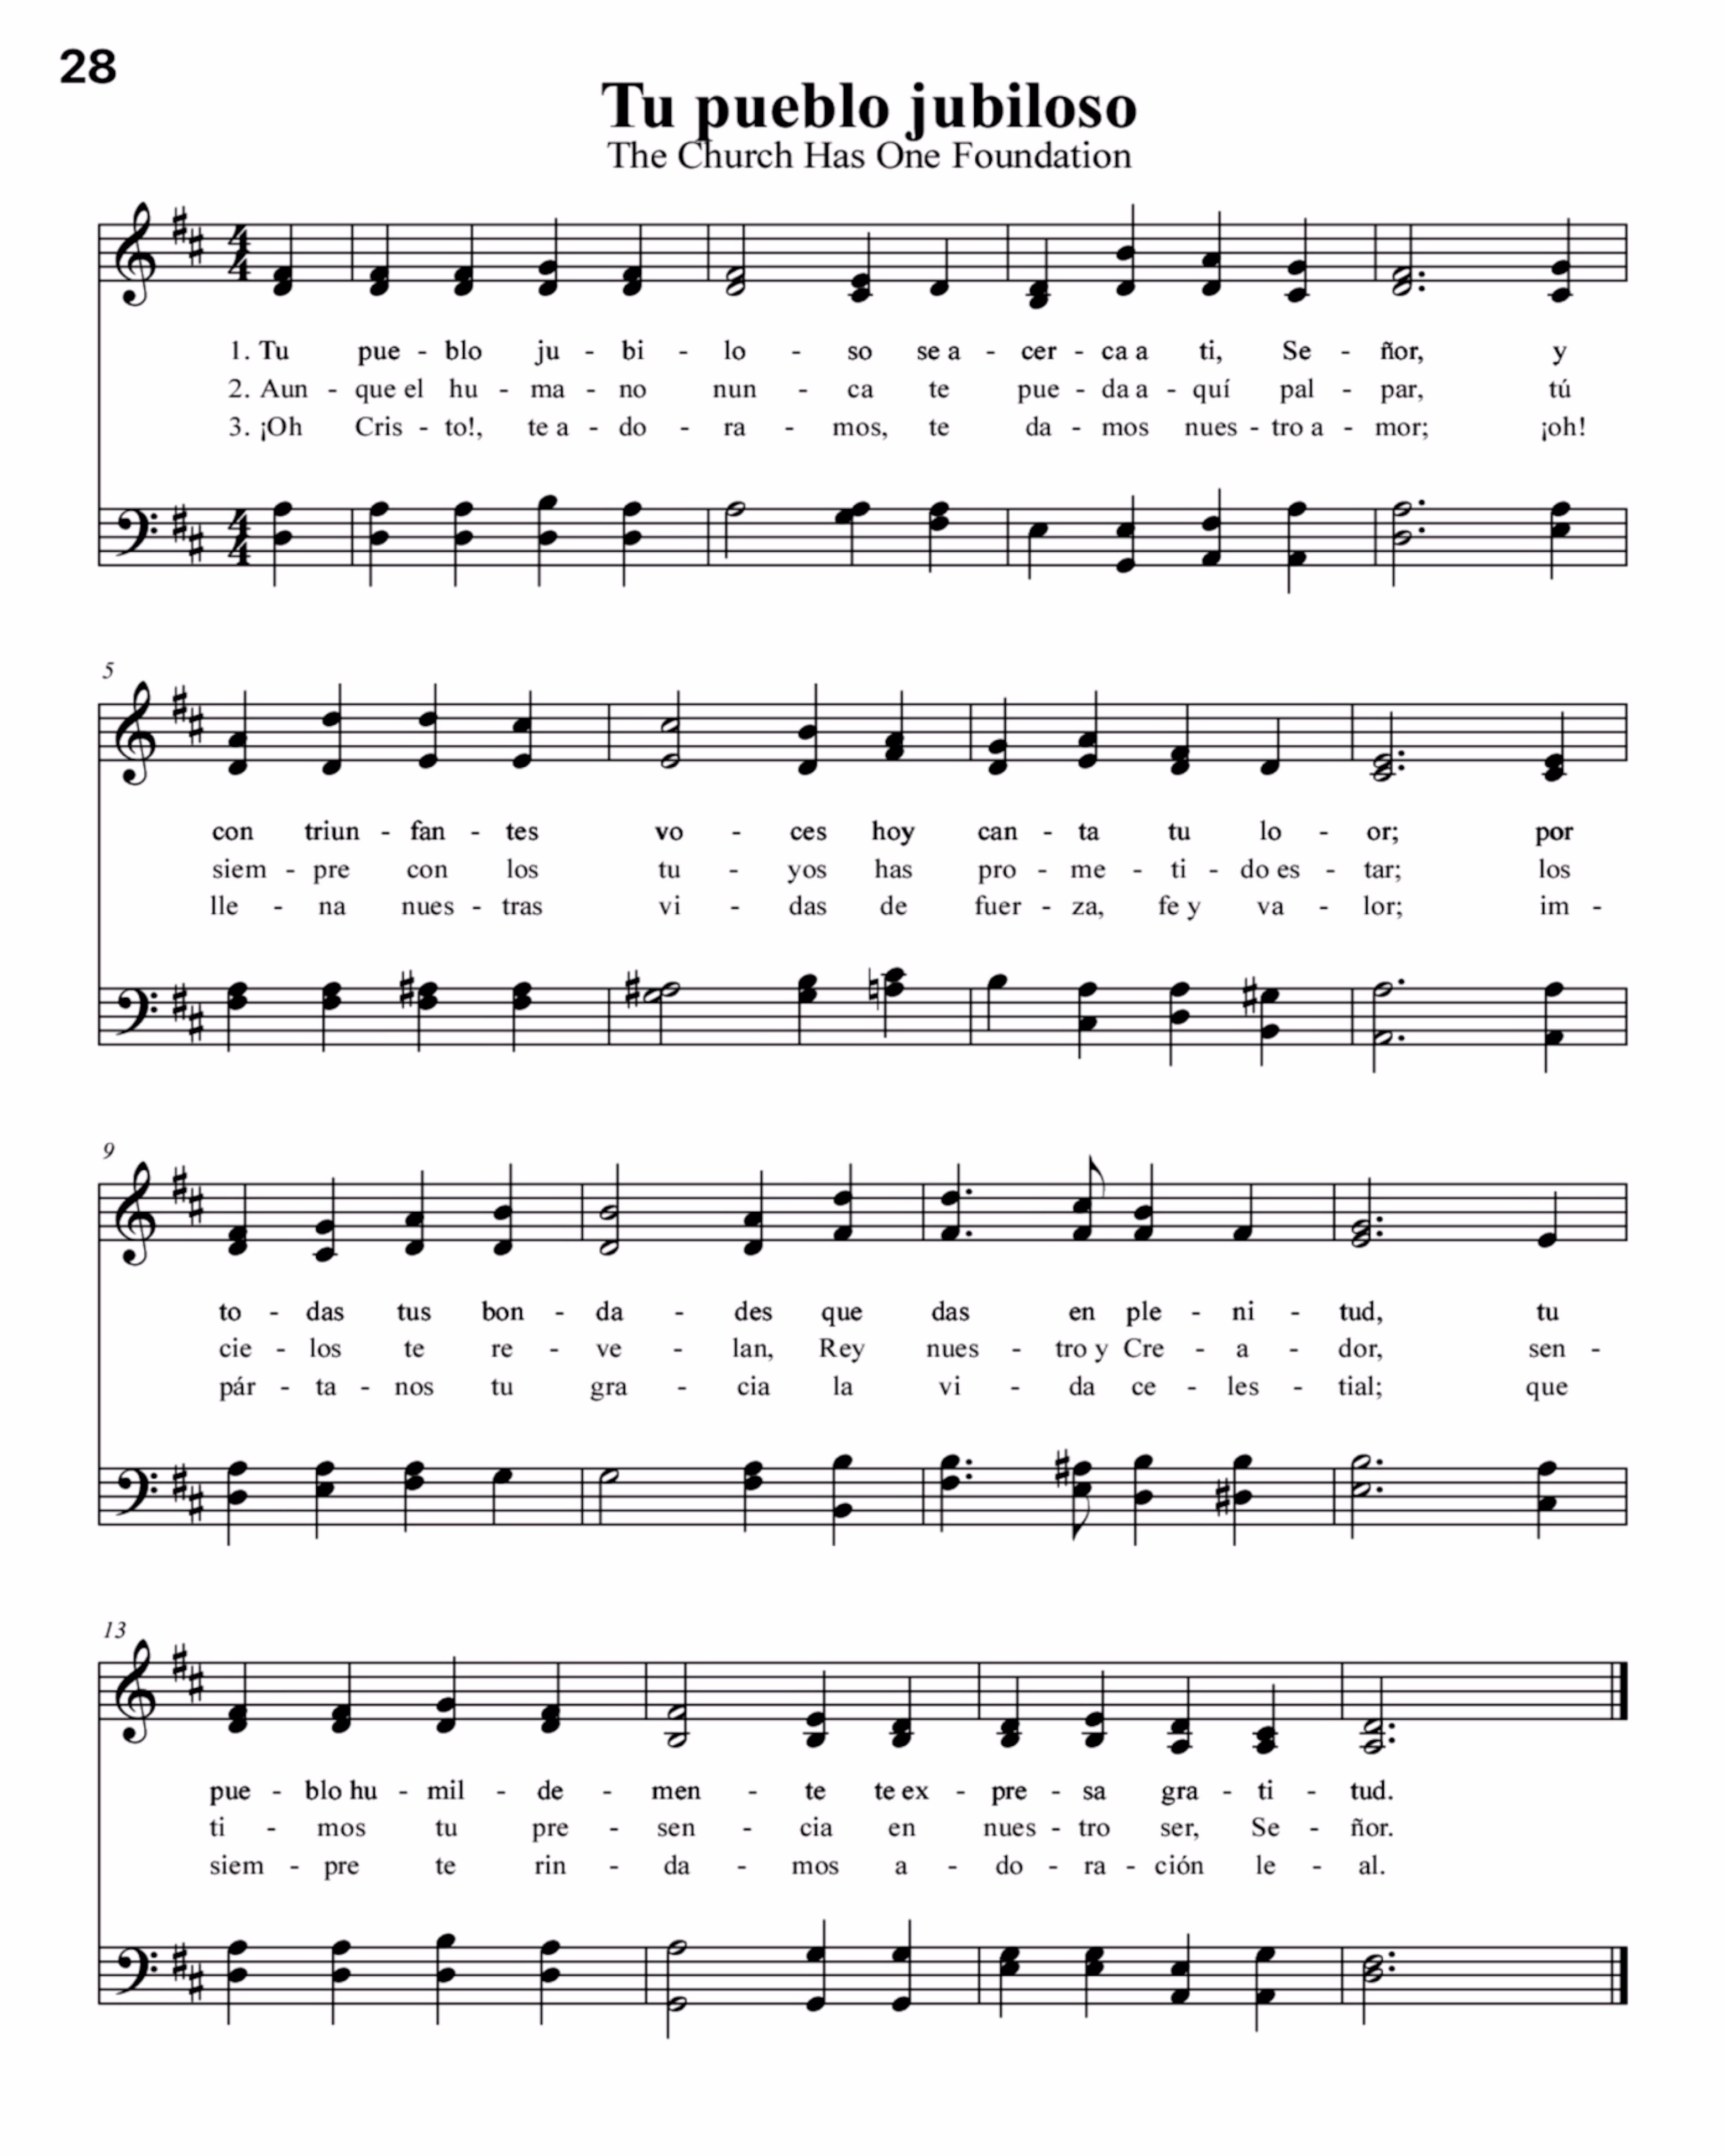 28
Tu pueblo jubiloso
The Church Has One Foundation
1. Tu pue - blo ju - bi - lo - so se a - cer - ca a ti, Se - ñor, y
2. Aun - que el hu - ma - no nun - ca te pue - da a - quí pal - par, tú
3. ¡Oh Cris - to!, te a - do - ra - mos, te da - mos nues - tro a - mor; ¡oh!
5
con triun - fan - tes vo - ces hoy can - ta tu lo - or; por
siem - pre con los tu - yos has pro - me - ti - do es - tar; los
lle - na nues - tras vi - das de fuer - za, fe y va - lor; im -
9
to - das tus bon - da - des que das en ple - ni - tud, tu
cie - los te re - ve - lan, Rey nues - tro y Cre - a - dor, sen -
pár - ta - nos tu gra - cia la vi - da ce - les - tial; que
13
pue - blo hu - mil - de - men - te te ex - pre - sa gra - ti - tud.
ti - mos tu pre - sen - cia en nues - tro ser, Se - ñor.
siem - pre te rin - da - mos a - do - ra - ción le - al.